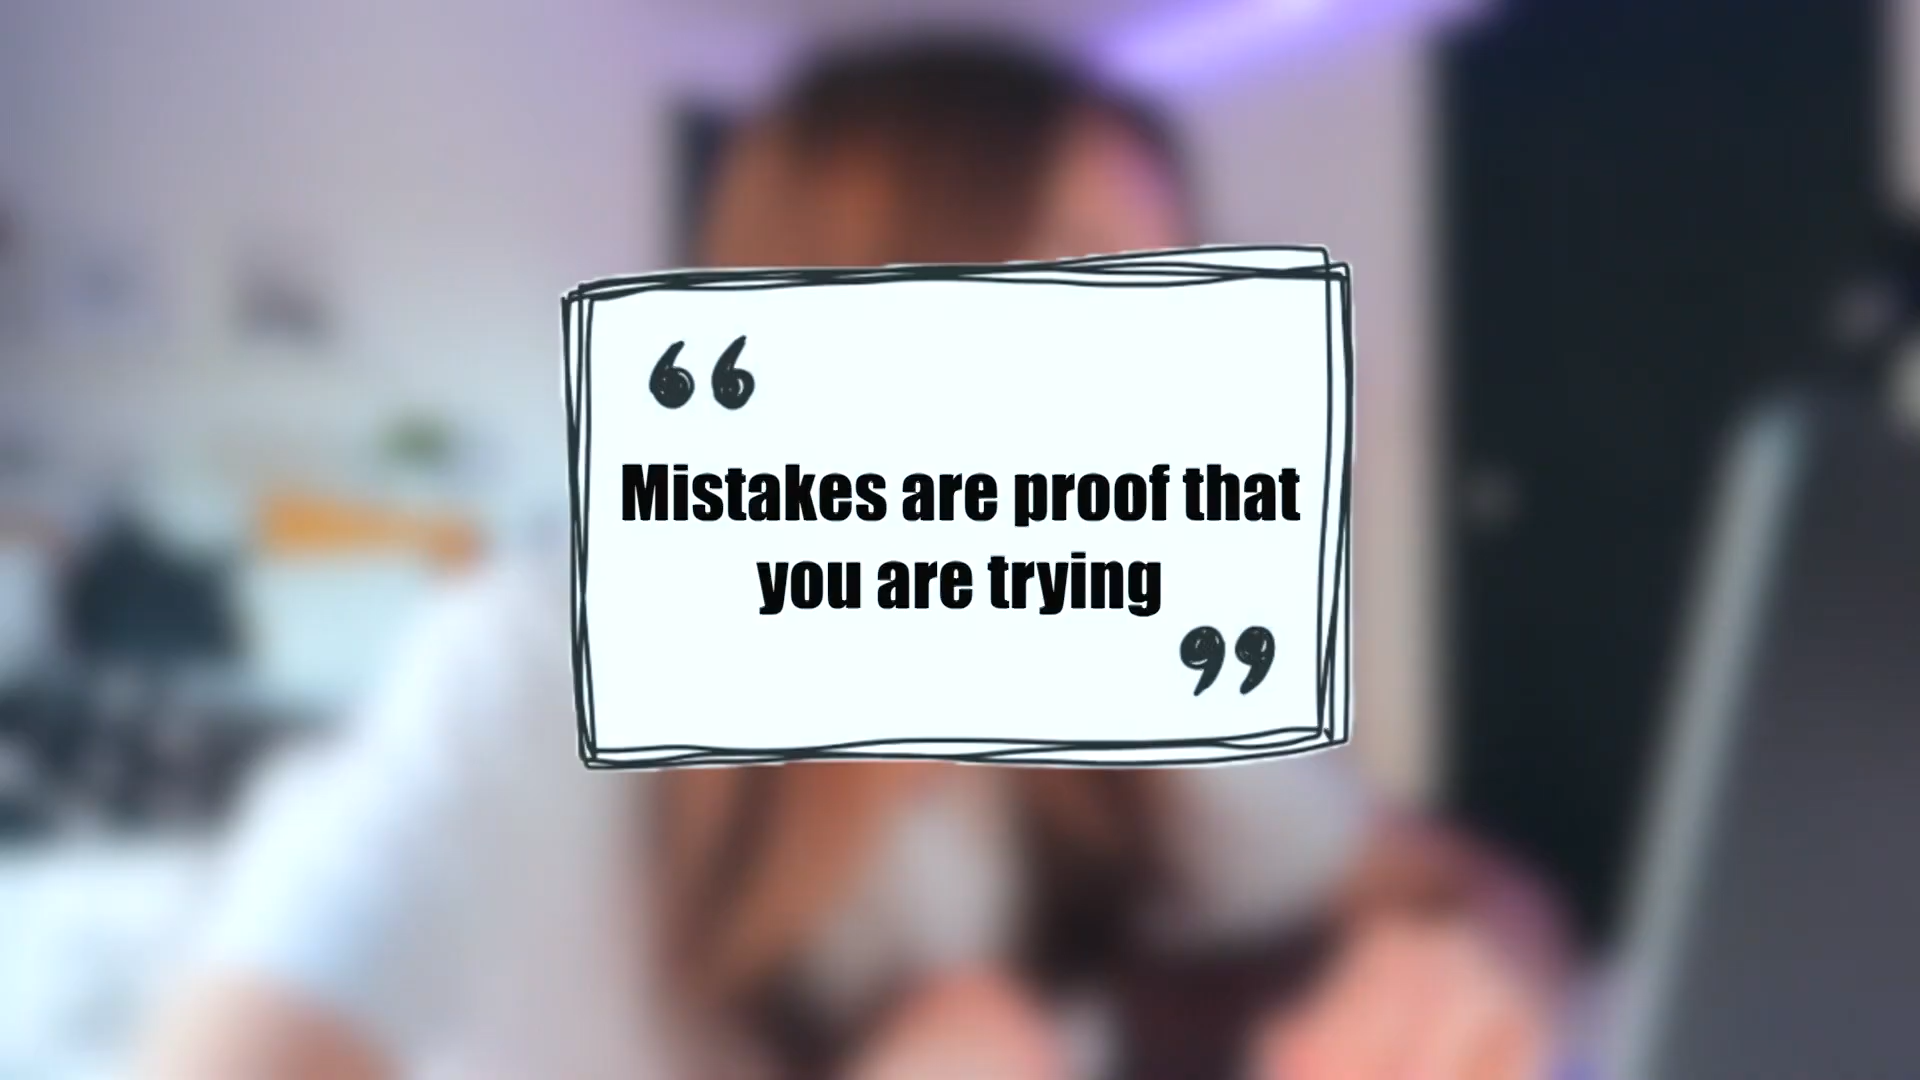 “
Mistakes are proof that
you are trying
”